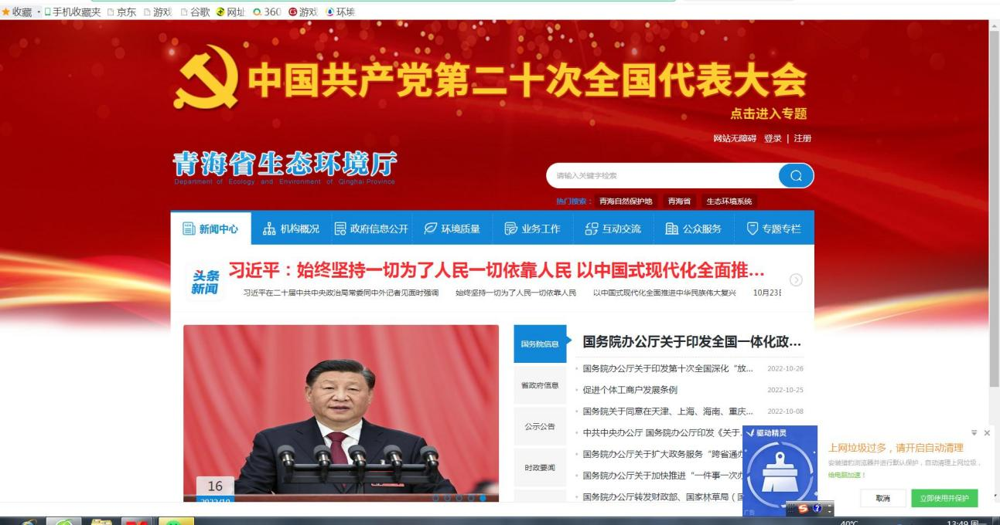 收藏
手机收藏夹
京东
游戏
谷歌
网址
360
游戏
环境
中国共产党第二十次全国代表大会
点击进入专题
网站无障碍 登录 | 注册
青海省生态环境厅
Department of Ecology and Environment of Qinghai Province
请输入关键字检索
热门搜索： 青海自然保护地 青海省 生态环境系统
新闻中心 机构概况 政府信息公开 环境质量 业务工作 互动交流 公众服务 专题专栏
头条新闻
习近平：始终坚持一切为了人民一切依靠人民 以中国式现代化全面推...
习近平在二十届中共中央政治局常委同中外记者见面时强调 始终坚持一切为了人民一切依靠人民 以中国式现代化全面推进中华民族伟大复兴 10月23
国务院信息
国务院办公厅关于印发全国一体化政...
国务院办公厅关于印发第十次全国深化“放... 2022-10-26
省政府信息
促进个体工商户发展条例 2022-10-25
国务院关于同意在天津、上海、海南、重庆... 2022-10-08
公示公告
中共中央办公厅 国务院办公厅印发《关于
国务院办公厅关于扩大政务服务“跨省通办
时政要闻
国务院办公厅关于加快推进“一件事一次办
国务院办公厅转发财政部、国家林草局（
16
2022/10
驱动精灵
广告
上网垃圾过多，请开启自动清理
安装猎豹浏览器并进行默认保护，自动清理上网垃圾，
给电脑加速！
取消 立即使用并保护
40℃
13:49 周一